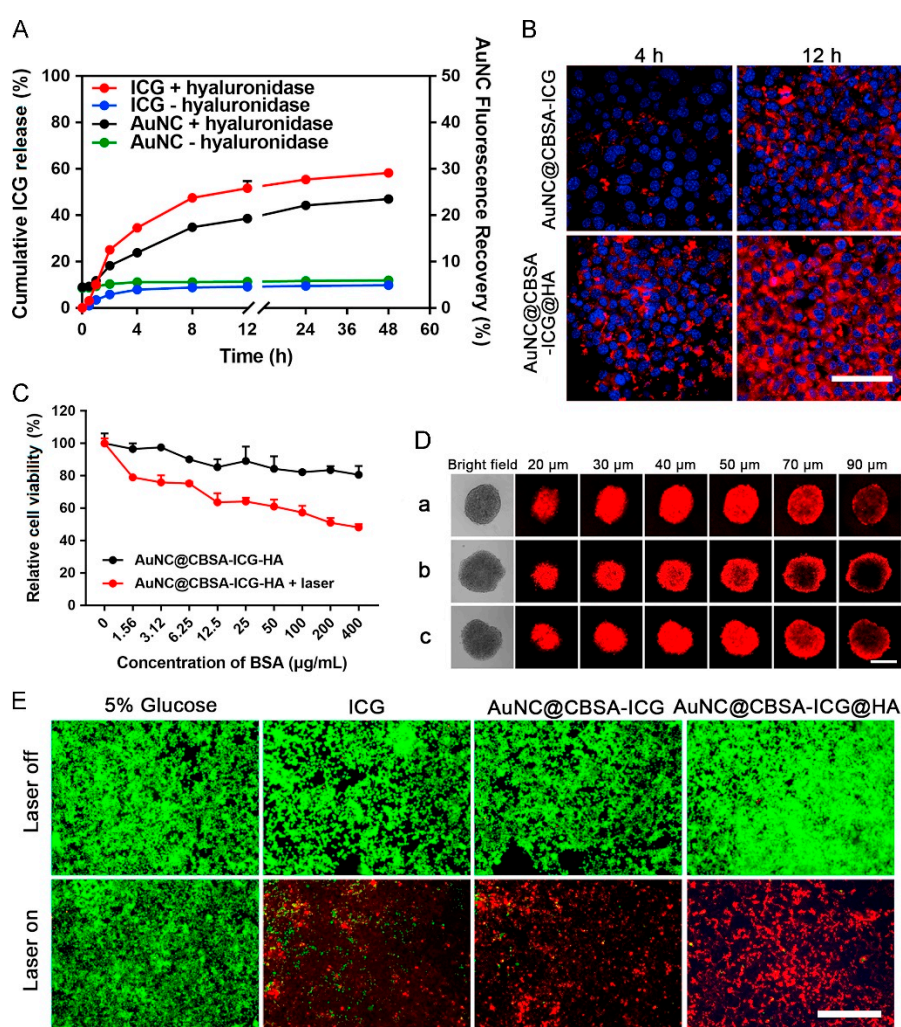 A
Cumulative ICG release (%)
100
80
60
40
20
0
ICG + hyaluronidase
ICG - hyaluronidase
AuNC + hyaluronidase
AuNC - hyaluronidase
50
40
30
20
10
0
AuNC Fluorescence Recovery (%)
0 4 8 12 24 36 48 60
Time (h)
B
4 h 12 h
AuNC@CBSA-ICG
AuNC@CBSA
-ICG@HA
C
Relative cell viability (%)
120
100
80
60
40
20
0
AuNC@CBSA-ICG-HA
AuNC@CBSA-ICG-HA + laser
0 1.56 3.12 6.25 12.5 25 50 100 200 400
Concentration of BSA (μg/mL)
D
Bright field 20 μm 30 μm 40 μm 50 μm 70 μm 90 μm
a
b
c
E
5% Glucose ICG AuNC@CBSA-ICG AuNC@CBSA-ICG@HA
Laser off
Laser on